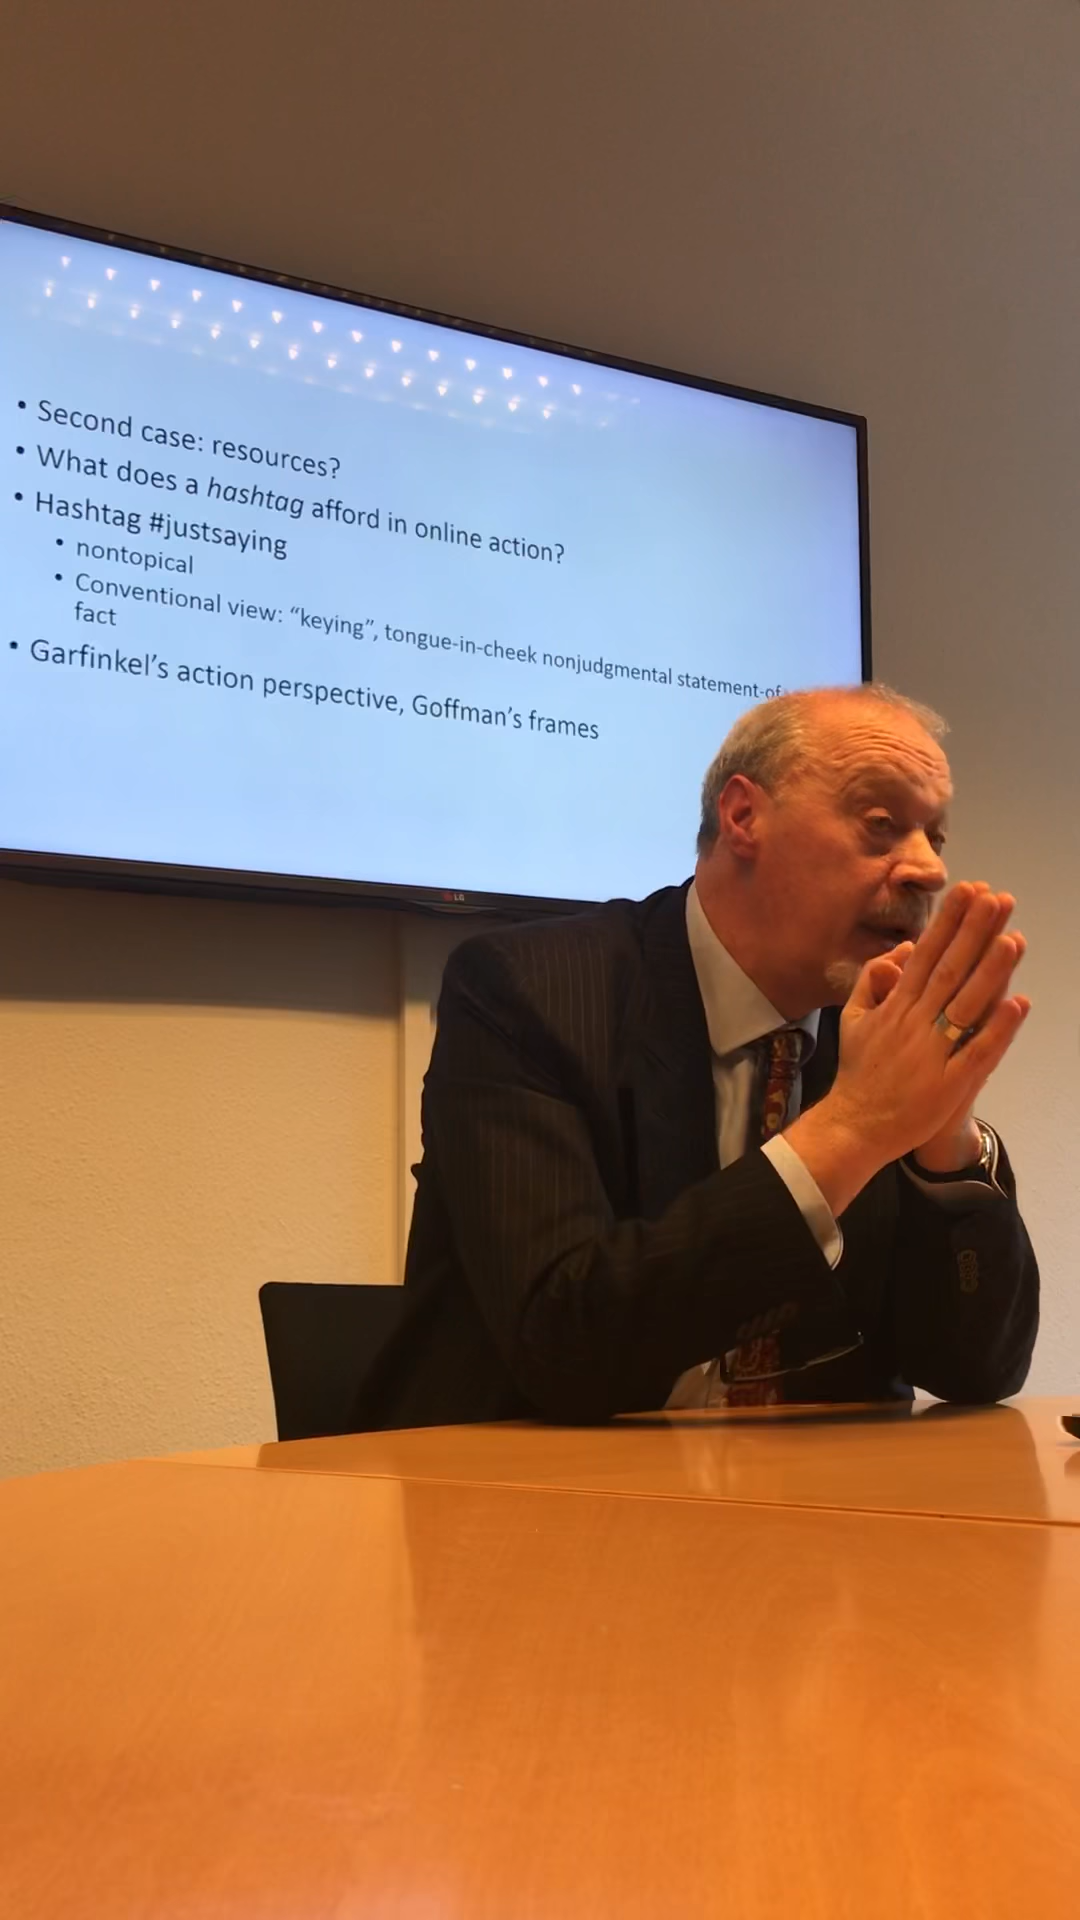 • Second case: resources?
• What does a hashtag afford in online action?
• Hashtag #justsaying
• nontopical
• Conventional view: “keying”, tongue-in-cheek nonjudgmental statement-of
fact
• Garfinkel’s action perspective, Goffman’s frames
LG